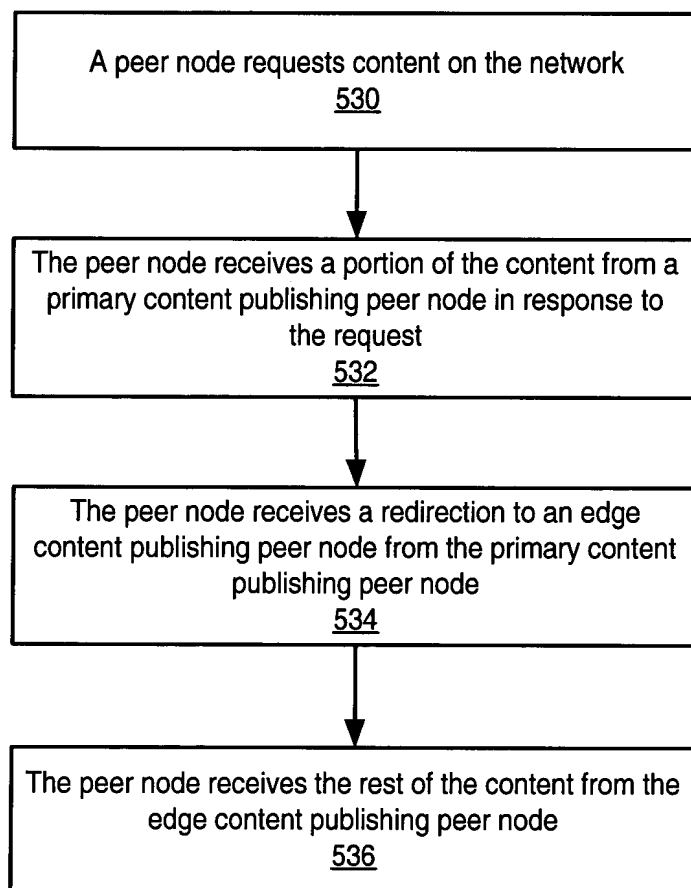 A peer node requests content on the network
530
The peer node receives a portion of the content from a
primary content publishing peer node in response to
the request
532
The peer node receives a redirection to an edge
content publishing peer node from the primary content
publishing peer node
534
The peer node receives the rest of the content from the
edge content publishing peer node
536